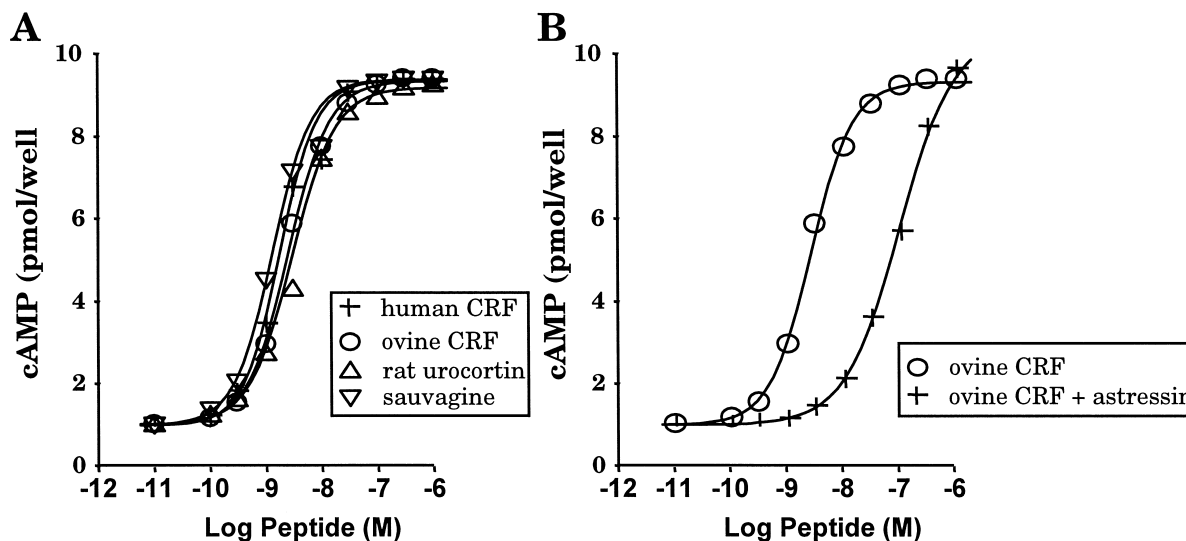 A
cAMP (pmol/well)
10
8
6
4
2
0
-12 -11 -10 -9 -8 -7 -6
Log Peptide (M)
human CRF
ovine CRF
rat urocortin
sauvagine
B
cAMP (pmol/well)
10
8
6
4
2
0
-12 -11 -10 -9 -8 -7 -6
Log Peptide (M)
ovine CRF
ovine CRF + astressin